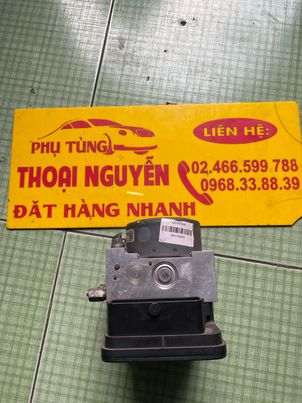 LIÊN HỆ:
PHỤ TÙNG
THOẠI NGUYỄN
02.466.599 788
0968.33.88.39
ĐẶT HÀNG NHANH